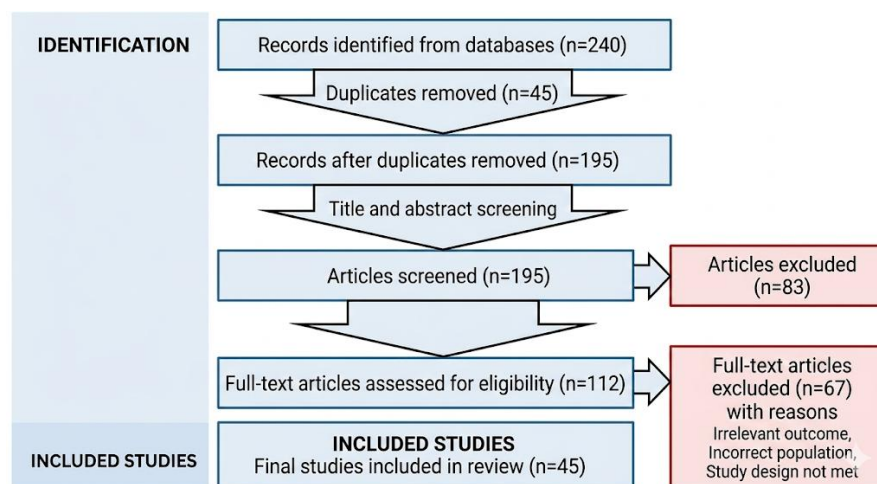 IDENTIFICATION
Records identified from databases (n=240)
Duplicates removed (n=45)
Records after duplicates removed (n=195)
Title and abstract screening
Articles screened (n=195)
Articles excluded
(n=83)
Full-text articles assessed for eligibility (n=112)
Full-text articles
excluded (n=67)
with reasons
Irrelevant outcome,
Incorrect population,
Study design not met
INCLUDED STUDIES
INCLUDED STUDIES
Final studies included in review (n=45)